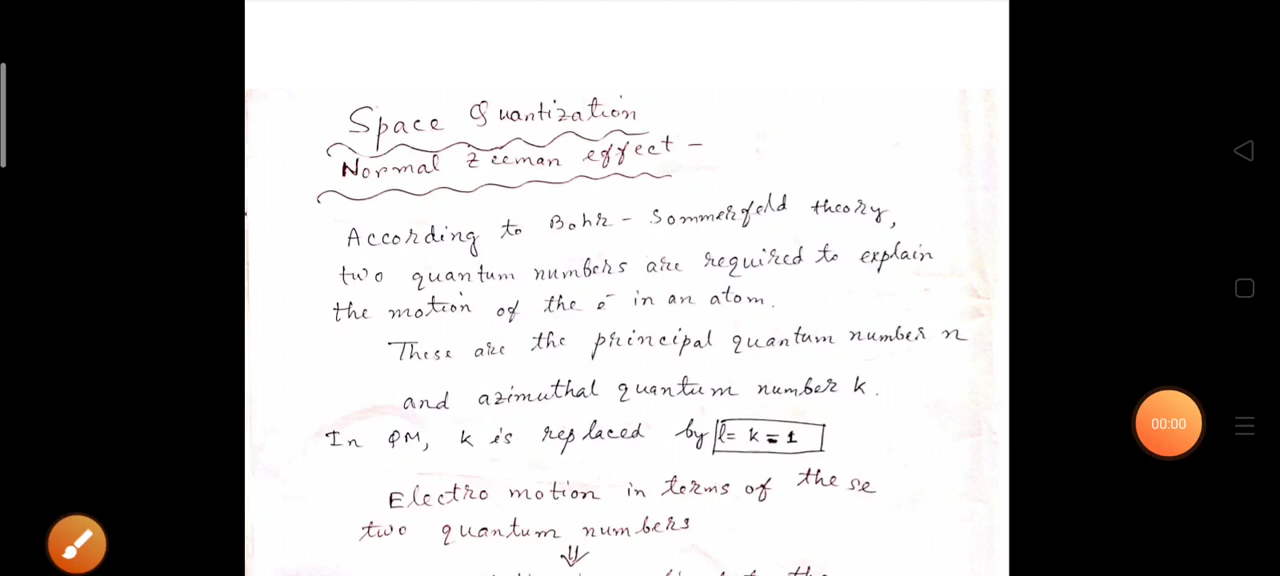 Space Quantization
Normal Zeeman effect -
According to Bohr - Sommerfeld theory,
two quantum numbers are required to explain
the motion of the e⁻ in an atom.
These are the principal quantum number n
and azimuthal quantum number k.
In QM, k is replaced by l = k = 1
Electro motion in terms of these
two quantum numbers
⇓
00:00